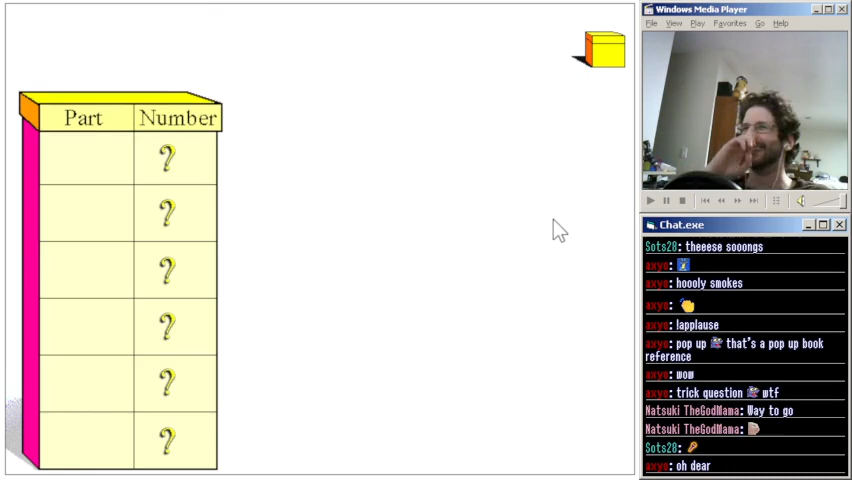 Part Number
?
?
?
?
?
?
Windows Media Player
File View Play Favorites Go Help
Chat.exe
Sots28: theeese sooongs
axyo:
axyo: hooolly smokes
axyo:
axyo: !applause
axyo: pop up that's a pop up book
reference
axyo: wow
axyo: trick question wtf
Natsuki TheGodMama: Way to go
Natsuki TheGodMama:
Sots28:
axyo: oh dear